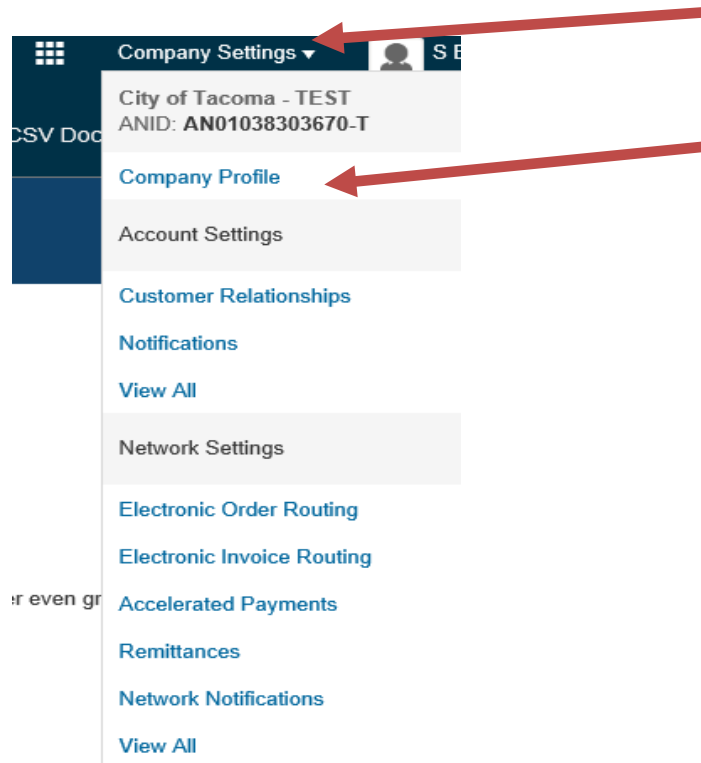 Company Settings ▾ S E
City of Tacoma - TEST
ANID: AN01038303670-T
CSV Doc
Company Profile
Account Settings
Customer Relationships
Notifications
View All
Network Settings
Electronic Order Routing
Electronic Invoice Routing
er even gr
Accelerated Payments
Remittances
Network Notifications
View All